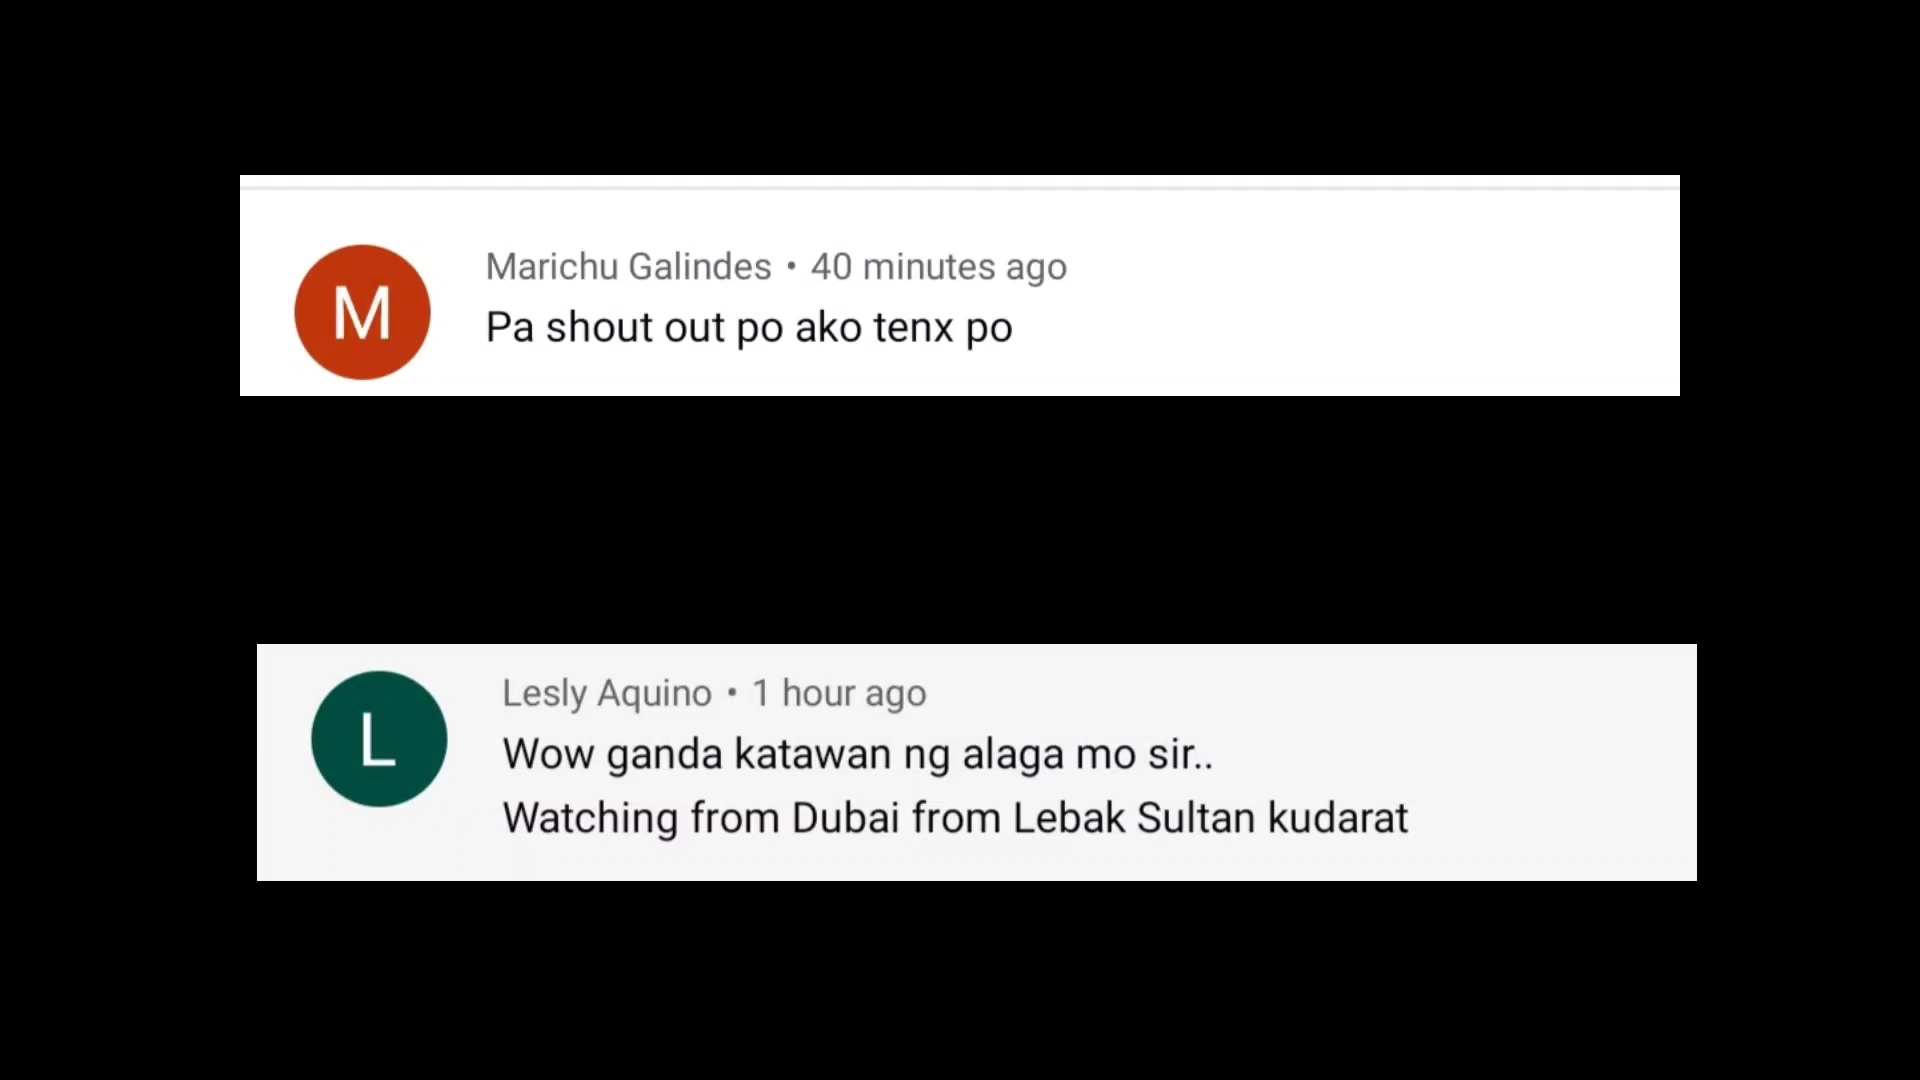 M
Marichu Galindes • 40 minutes ago
Pa shout out po ako tenx po
L
Lesly Aquino • 1 hour ago
Wow ganda katawan ng alaga mo sir..
Watching from Dubai from Lebak Sultan kudarat